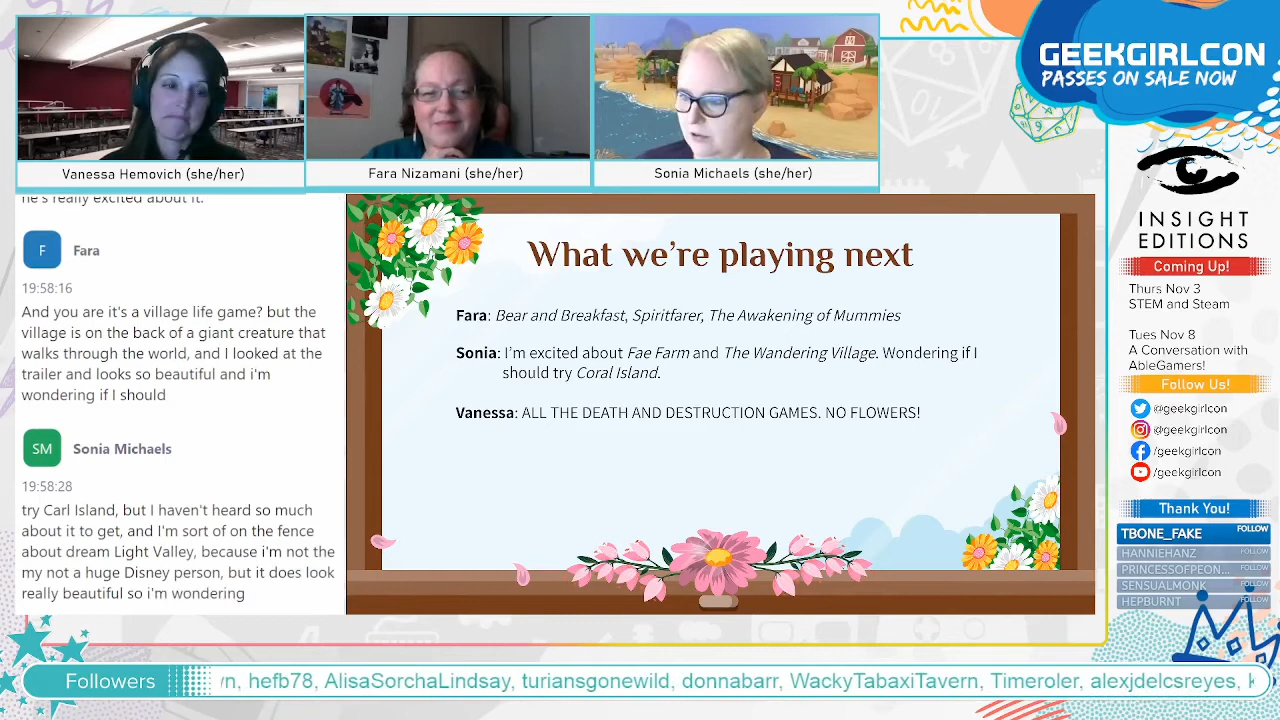 GEEKGIRLCON
PASSES ON SALE NOW
Vanessa Hemovich (she/her)
Fara Nizamani (she/her)
Sonia Michaels (she/her)
he's really excited about it.
F
Fara
19:58:16
And you are it's a village life game? but the
village is on the back of a giant creature that
walks through the world, and I looked at the
trailer and looks so beautiful and i'm
wondering if I should
SM
Sonia Michaels
19:58:28
try Carl Island, but I haven't heard so much
about it to get, and I'm sort of on the fence
about dream Light Valley, because i'm not the
my not a huge Disney person, but it does look
really beautiful so i'm wondering
What we're playing next
Fara: Bear and Breakfast, Spiritfarer, The Awakening of Mummies
Sonia: I'm excited about Fae Farm and The Wandering Village. Wondering if I
should try Coral Island.
Vanessa: ALL THE DEATH AND DESTRUCTION GAMES. NO FLOWERS!
INSIGHT
EDITIONS
Coming Up!
Thurs Nov 3
STEM and Steam
Tues Nov 8
A Conversation with
AbleGamers!
Follow Us!
@geekgirlcon
@geekgirlcon
/geekgirlcon
/geekgirlcon
Thank You!
TBONE_FAKE FOLLOW
HANNIEHANZ FOLLOW
PRINCESSOFPEON... FOLLOW
SENSUALMONK FOLLOW
HEPBURNT FOLLOW
Followers
hefb78, AlisaSorchaLindsay, turiansgonewild, donnabarr, WackyTabaxiTavern, Timeroler, alexjdelcsreyes,